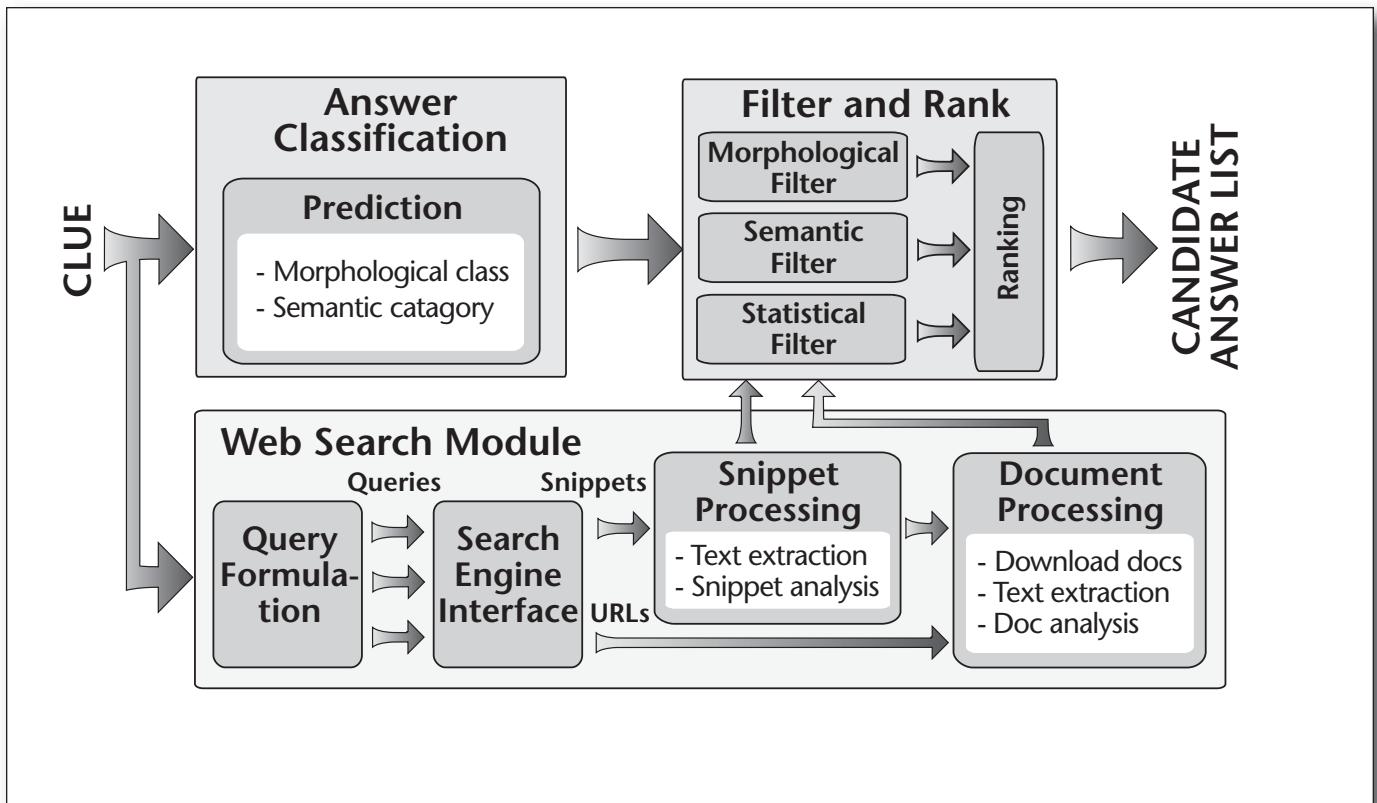 CLUE
Answer
Classification
Prediction
- Morphological class
- Semantic catagory
Filter and Rank
Morphological
Filter
Semantic
Filter
Statistical
Filter
Ranking
CANDIDATE
ANSWER LIST
Web Search Module
Queries
Snippets
URLs
Query
Formula-
tion
Search
Engine
Interface
Snippet
Processing
- Text extraction
- Snippet analysis
Document
Processing
- Download docs
- Text extraction
- Doc analysis